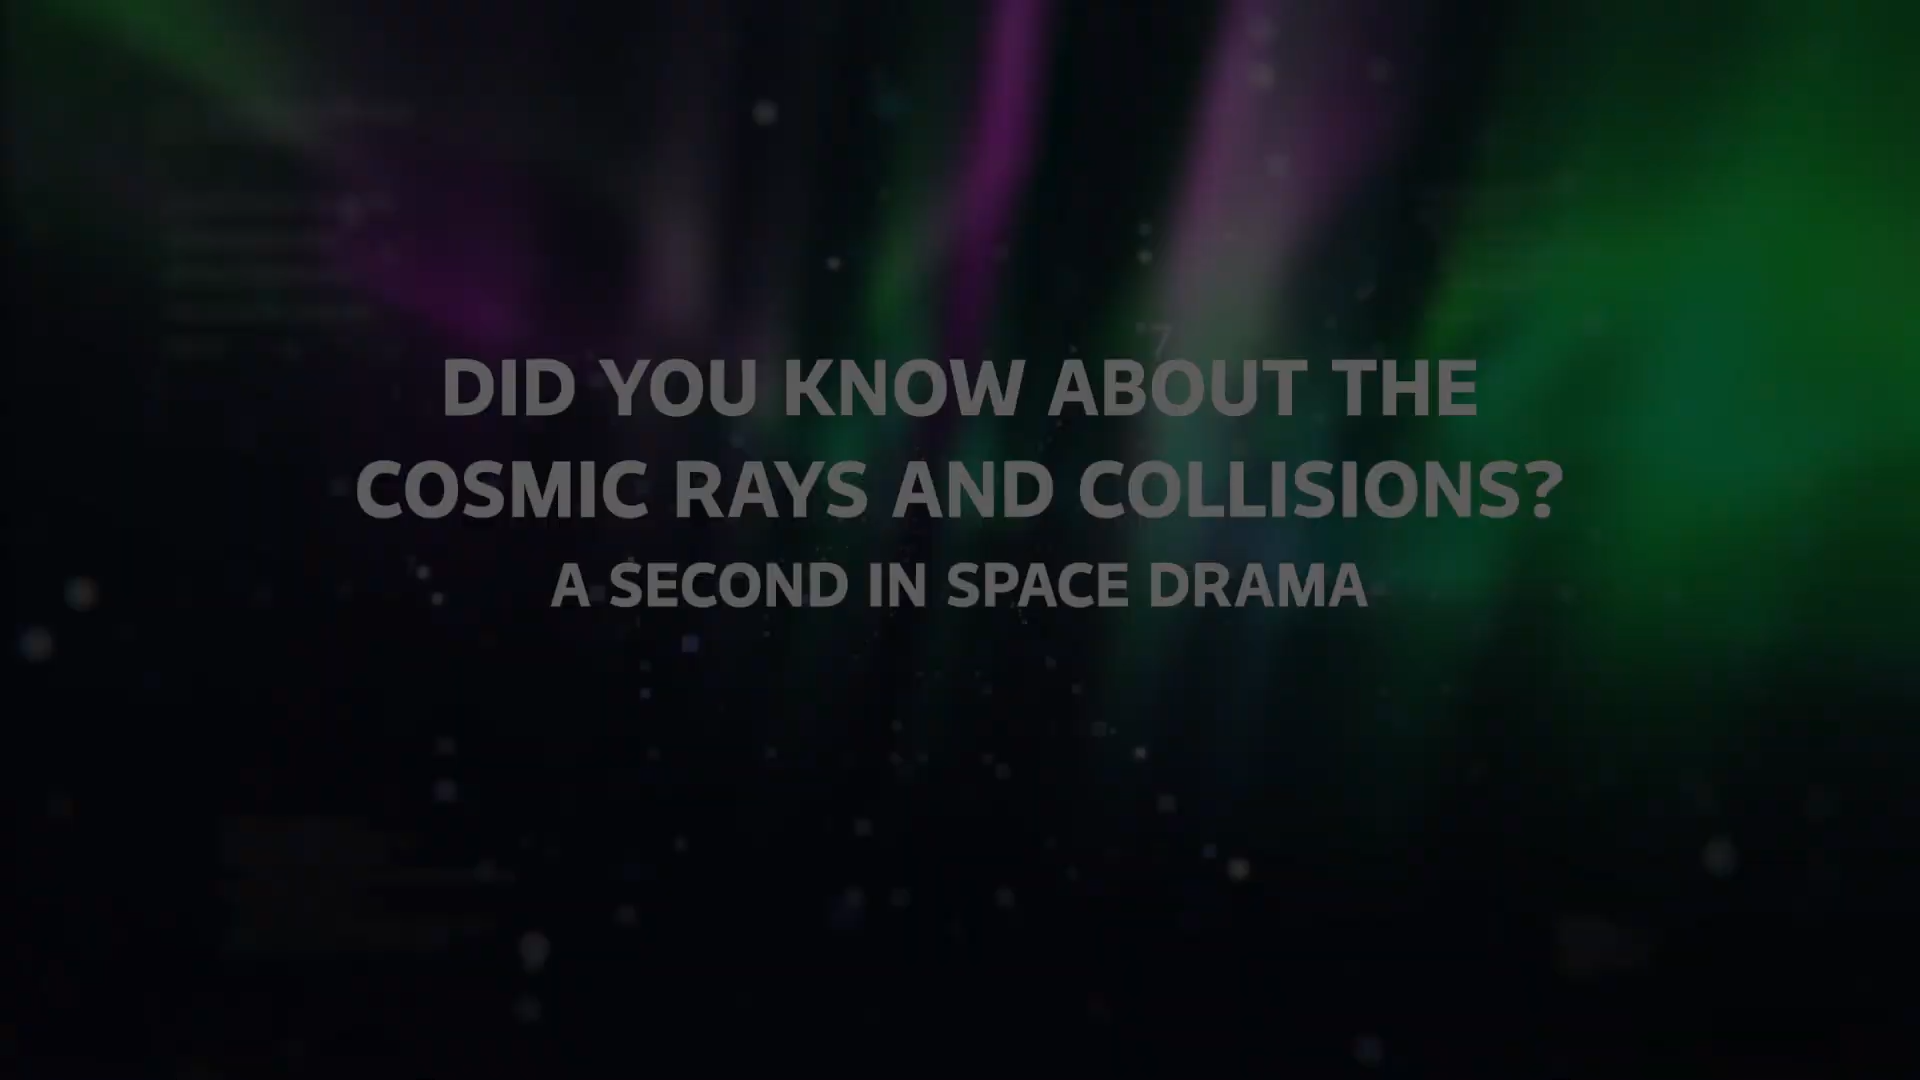 DID YOU KNOW ABOUT THE
COSMIC RAYS AND COLLISIONS?
A SECOND IN SPACE DRAMA